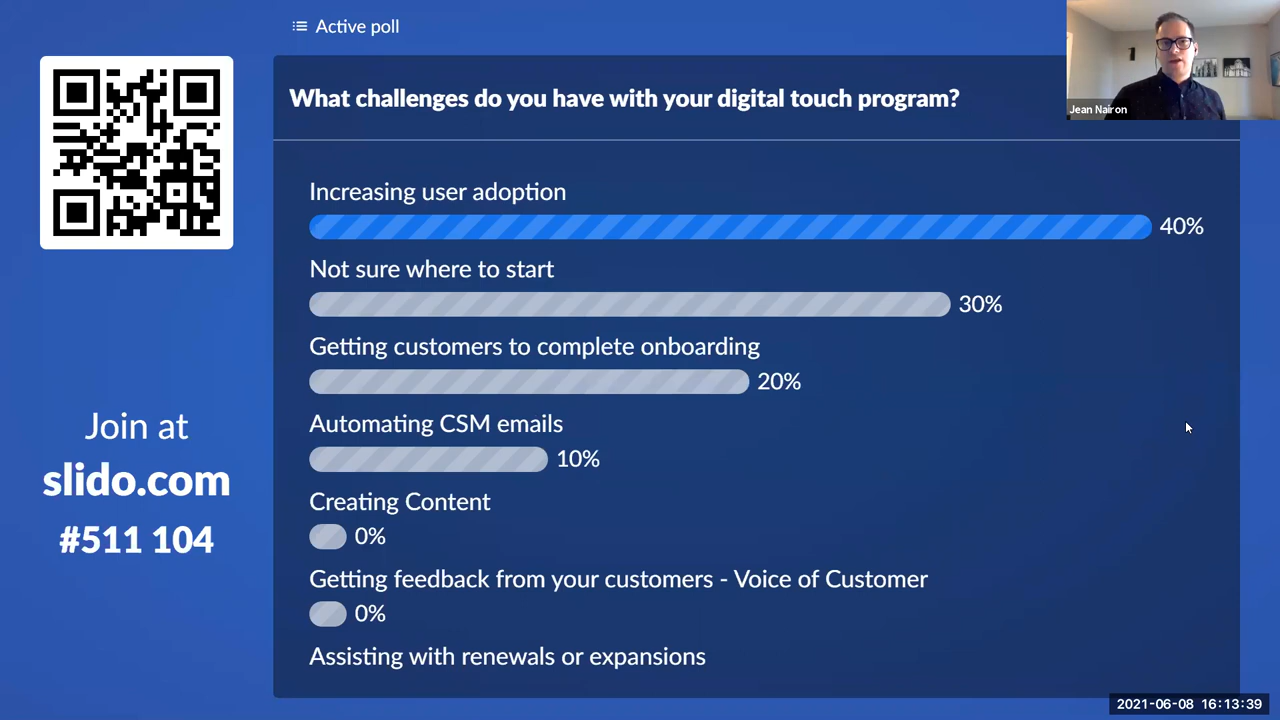 Active poll
What challenges do you have with your digital touch program?
Jean Nairon
Increasing user adoption
40%
Not sure where to start
30%
Getting customers to complete onboarding
20%
Automating CSM emails
10%
Creating Content
0%
Getting feedback from your customers - Voice of Customer
0%
Assisting with renewals or expansions
Join at
slido.com
#511 104
2021-06-08 16:13:39